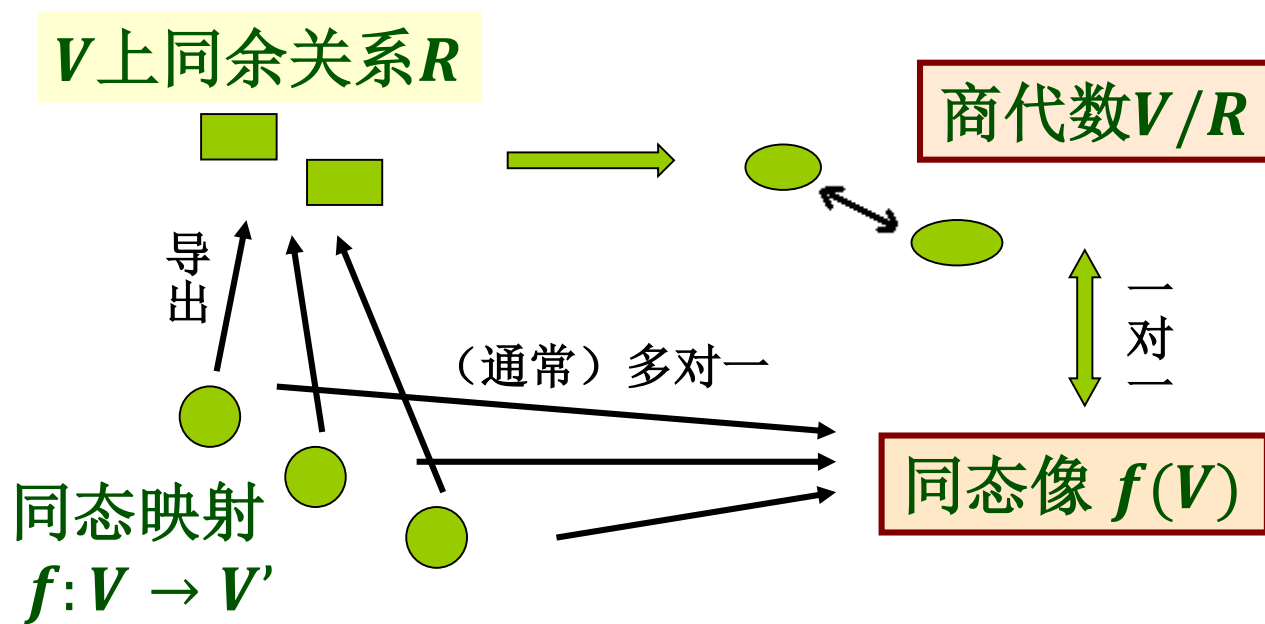 V上同余关系R
商代数V/R
导出
一对一
（通常）多对一
同态像 f(V)
同态映射
f: V → V’